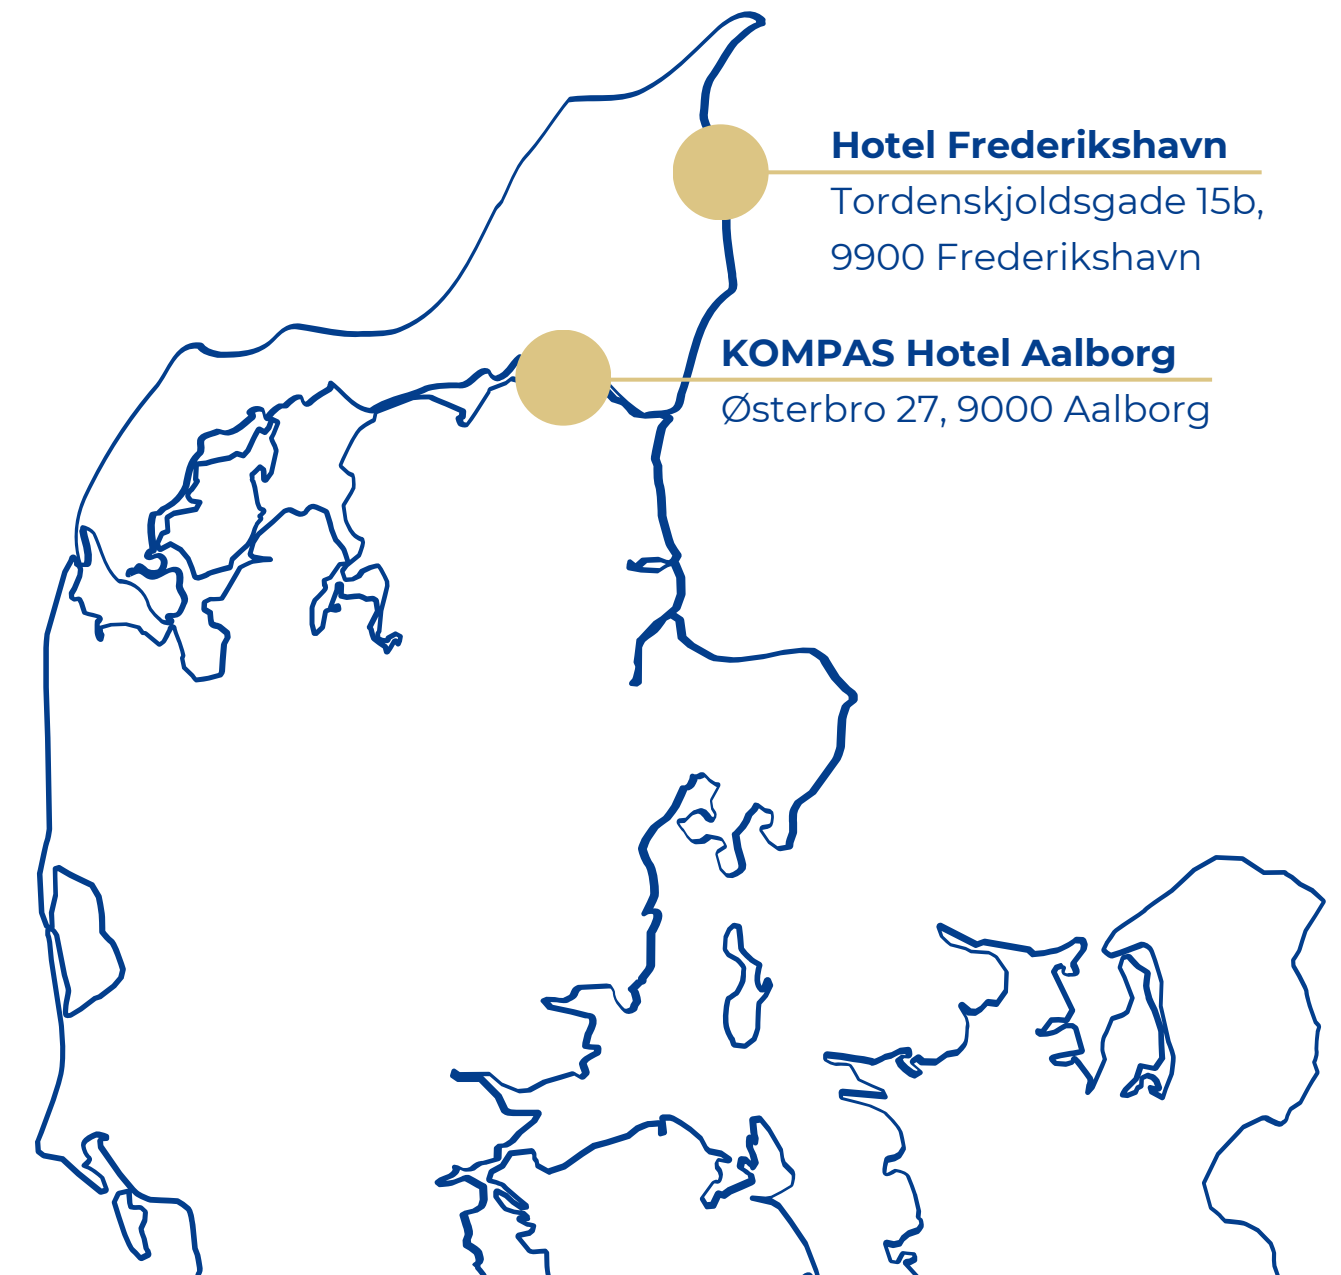 Hotel Frederikshavn
Tordenskjoldsgade 15b,
9900 Frederikshavn
KOMPAS Hotel Aalborg
Østerbro 27, 9000 Aalborg